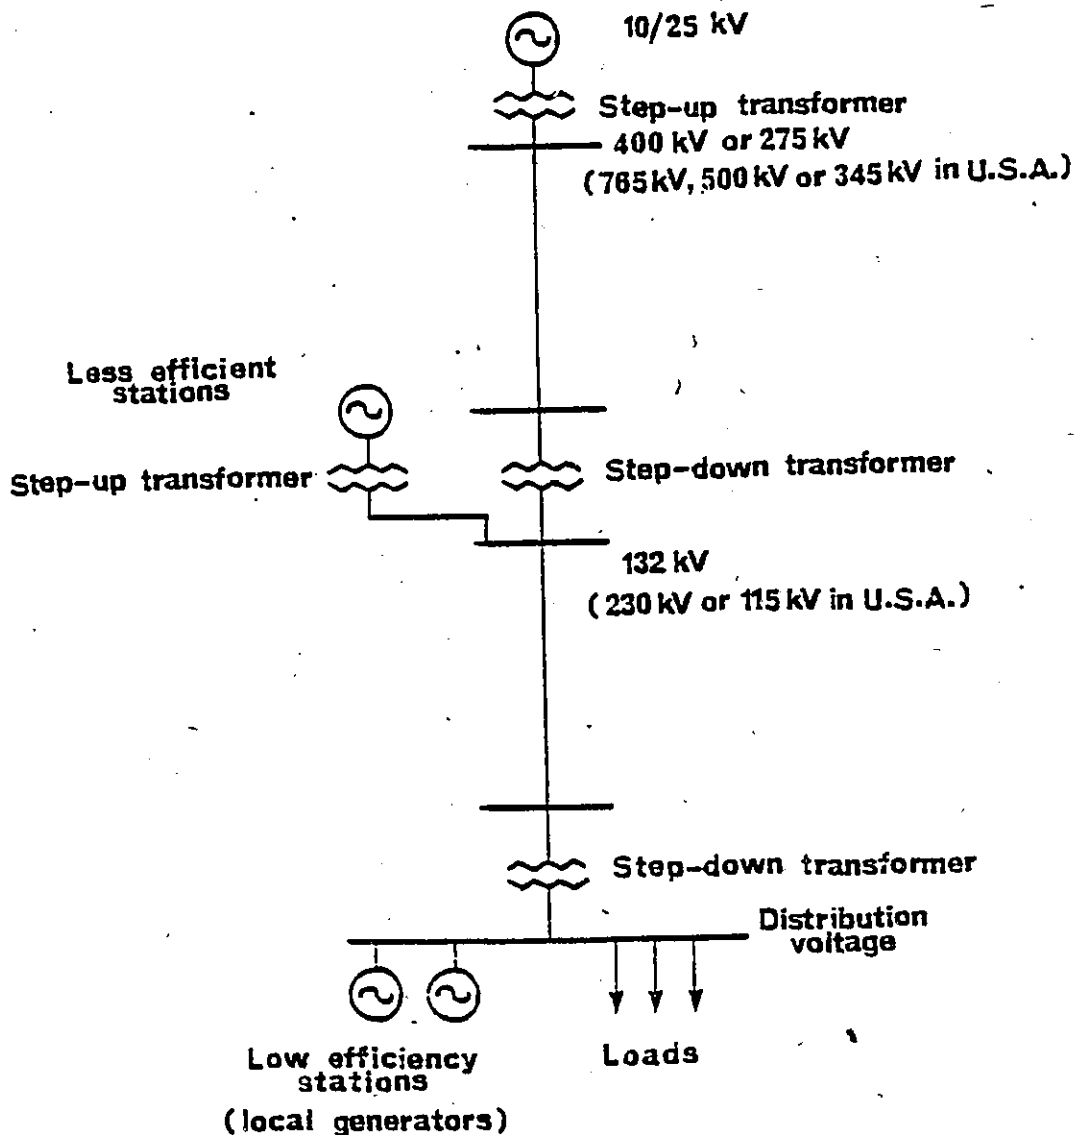 10/25 kV
Step-up transformer
400 kV or 275 kV
(765 kV, 500 kV or 345 kV in U.S.A.)
Less efficient
stations
Step-up transformer
Step-down transformer
132 kV
(230 kV or 115 kV in U.S.A.)
Step-down transformer
Distribution
voltage
Low efficiency
stations
(local generators)
Loads